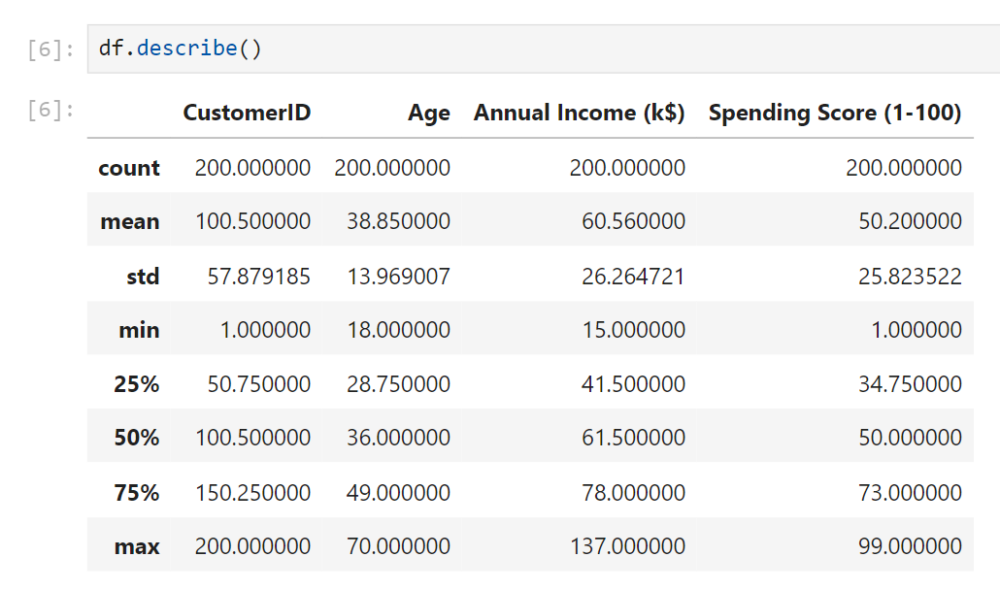 [6]: df.describe()
[6]: CustomerID Age Annual Income (k$) Spending Score (1-100)
count 200.000000 200.000000 200.000000 200.000000
mean 100.500000 38.850000 60.560000 50.200000
std 57.879185 13.969007 26.264721 25.823522
min 1.000000 18.000000 15.000000 1.000000
25% 50.750000 28.750000 41.500000 34.750000
50% 100.500000 36.000000 61.500000 50.000000
75% 150.250000 49.000000 78.000000 73.000000
max 200.000000 70.000000 137.000000 99.000000